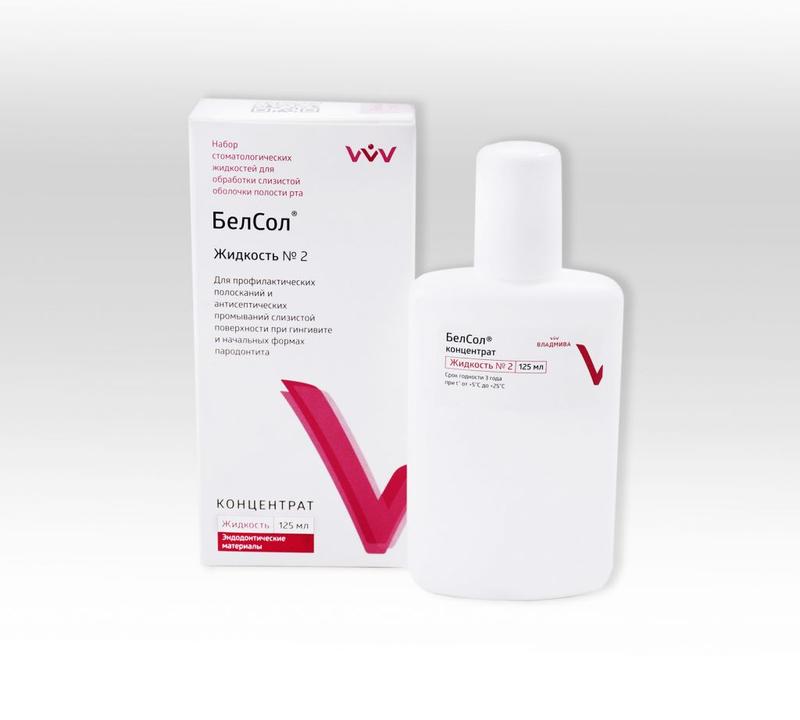 Набор
стоматологических
жидкостей для
обработки слизистой
оболочки полости рта
VVV
БелСол®
Жидкость № 2
Для профилактических
полосканий и
антисептических
промываний слизистой
поверхности при гингивите
и начальных формах
пародонтита
КОНЦЕНТРАТ
Жидкость 125 мл
Эндодонтические
материалы
БелСол®
концентрат
Жидкость № 2 125 мл
Срок годности 3 года
при t° от +5°С до +25°С
VVV
ВЛАДМИВА